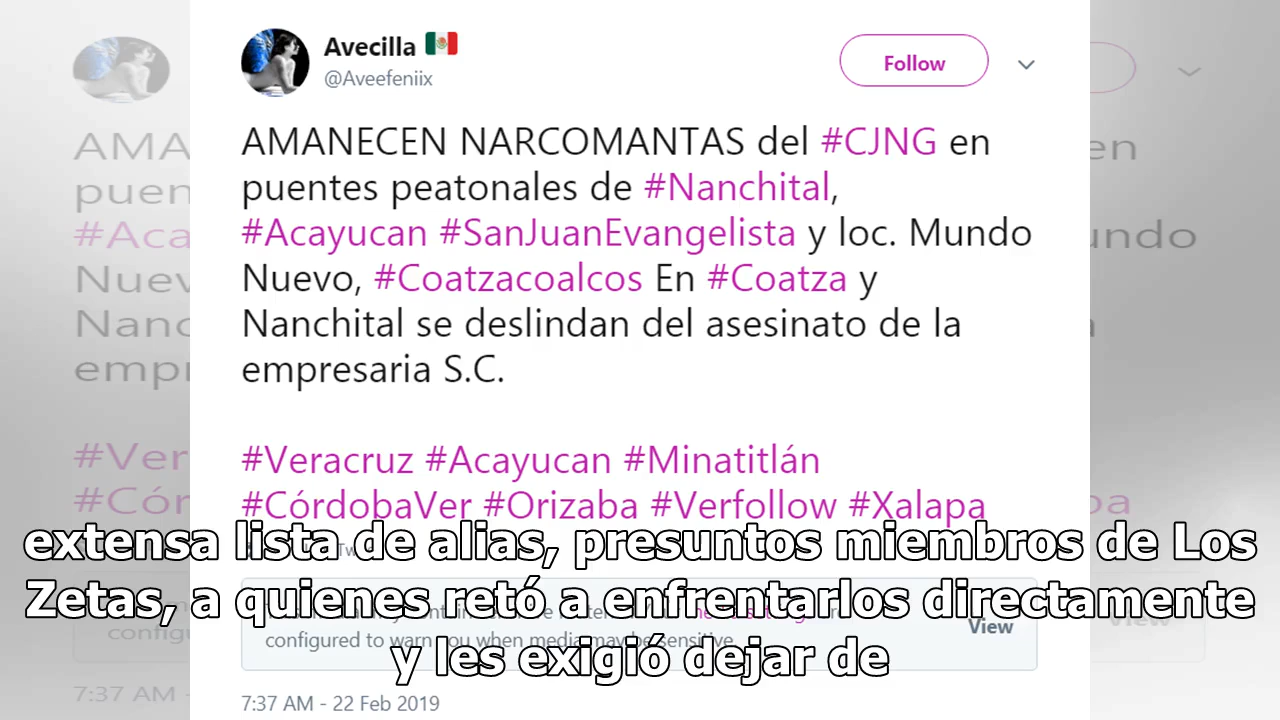 Avecilla
@Aveefeniix
Follow
AMANECEN NARCOMANTAS del #CJNG en
puentes peatonales de #Nanchital,
#Acayucan #SanJuanEvangelista y loc. Mundo
Nuevo, #Coatzacoalcos En #Coatza y
Nanchital se deslindan del asesinato de la
empresaria S.C.
#Veracruz #Acayucan #Minatitlán
#CórdobaVer #Orizaba #Verfollow #Xalapa
extensa lista de alias, presuntos miembros de Los
Zetas, a quienes retó a enfrentarlos directamente
y les exigió dejar de
configured to warn you when media may be sensitive.
View
7:37 AM - 22 Feb 2019